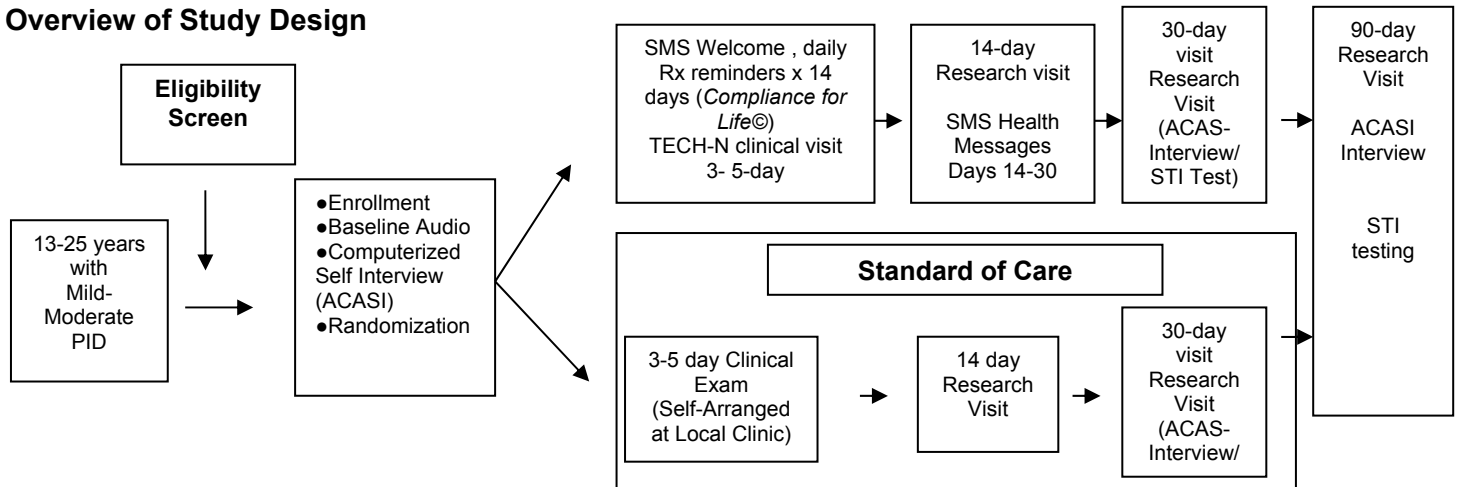 Overview of Study Design
Eligibility
Screen
13-25 years
with
Mild-
Moderate
PID
●Enrollment
●Baseline Audio
●Computerized
Self Interview
(ACASI)
●Randomization
SMS Welcome , daily
Rx reminders x 14
days (Compliance for
Life©)
TECH-N clinical visit
3- 5-day
14-day
Research visit
SMS Health
Messages
Days 14-30
30-day
visit
Research
Visit
(ACAS-
Interview/
STI Test)
Standard of Care
3-5 day Clinical
Exam
(Self-Arranged
at Local Clinic)
14 day
Research
Visit
30-day
visit
Research
Visit
(ACAS-
Interview/
90-day
Research
Visit
ACASI
Interview
STI
testing